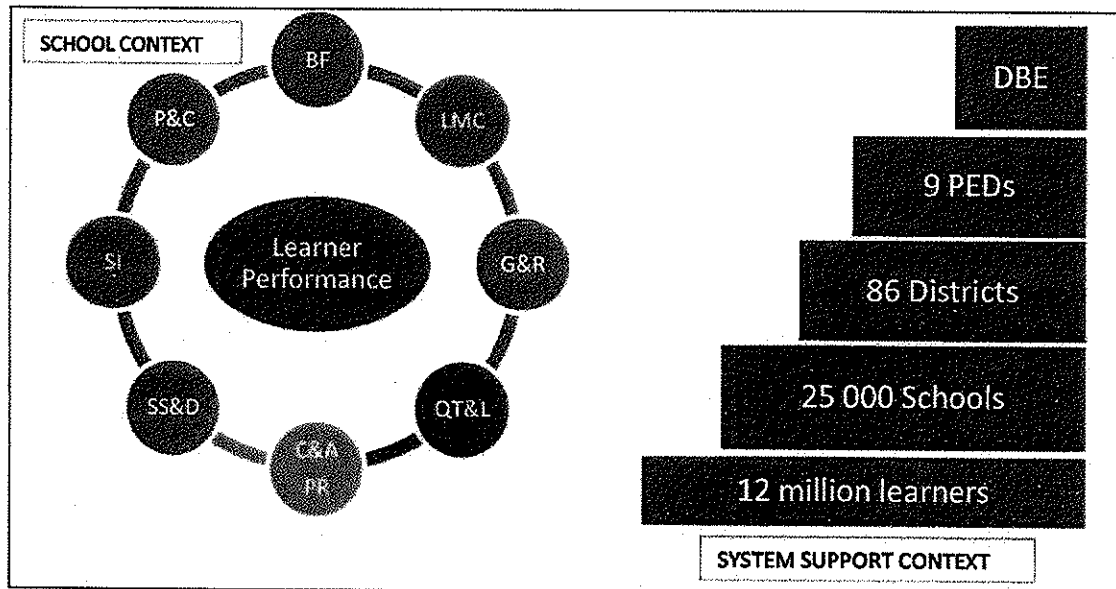 SCHOOL CONTEXT
BF
P&C
LMC
SI
Learner
Performance
G&R
SS&D
QT&L
C&A
PR
DBE
9 PEDs
86 Districts
25 000 Schools
12 million learners
SYSTEM SUPPORT CONTEXT